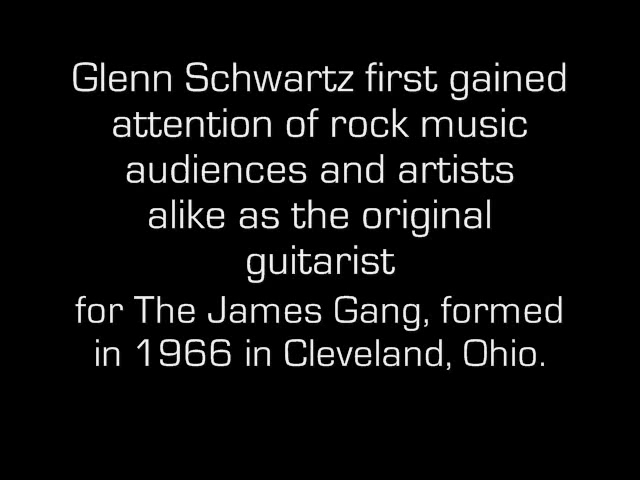 Glenn Schwartz first gained
attention of rock music
audiences and artists
alike as the original
guitarist
for The James Gang, formed
in 1966 in Cleveland, Ohio.